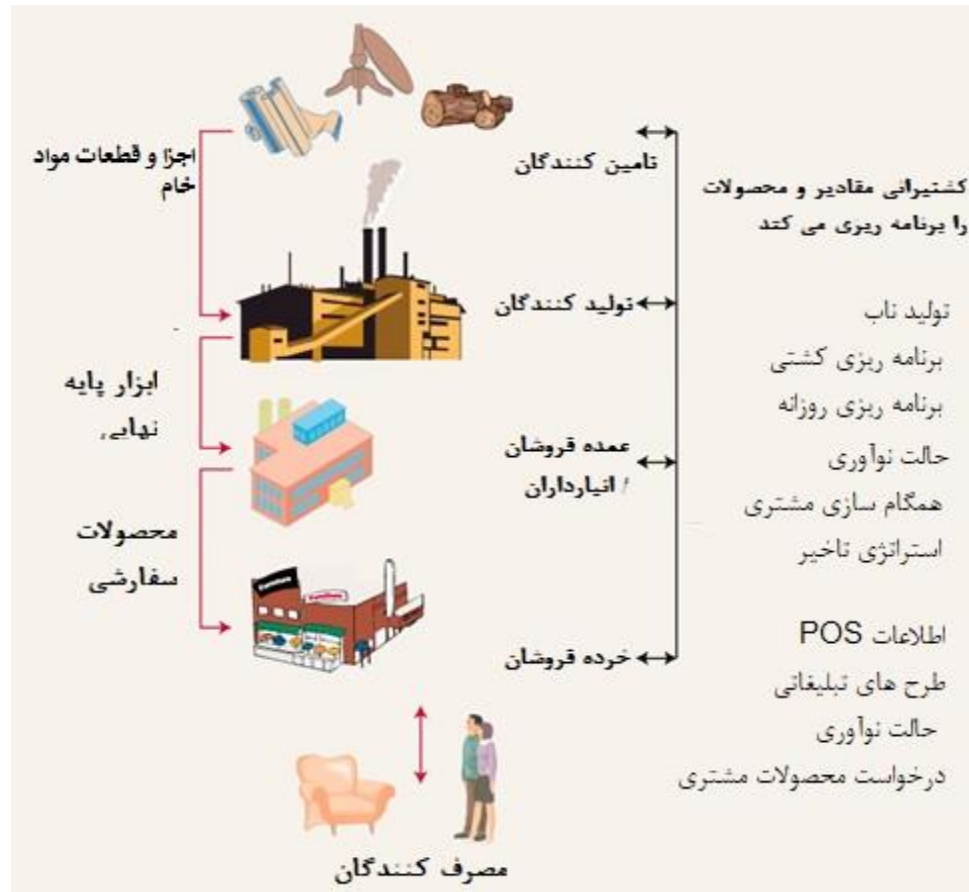 اجزا و قطعات مواد
خام
تامین کنندگان
کشتیرانی مقادیر و محصولات
را برنامه ریزی می کند
تولید کنندگان
تولید ناب
برنامه ریزی کشتی
برنامه ریزی روزانه
حالت نوآوری
همگام سازی مشتری
استراتژی تاخیر
ابزار پایه
نهایی
عمده فروشان
/ انبارداران
محصولات
سفارشی
خرده فروشان
اطلاعات POS
طرح های تبلیغاتی
حالت نوآوری
درخواست محصولات مشتری
مصرف کنندگان
Furniture
Furniture